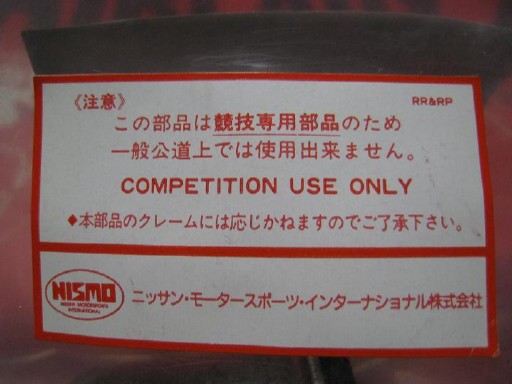 《注意》
RR&RP
この部品は競技専用部品のため
一般公道上では使用出来ません。
COMPETITION USE ONLY
◆本部品のクレームには応じかねますのでご了承下さい。
NISMO
NISSAN MOTORSPORTS
INTERNATIONAL
ニッサン・モータースポーツ・インターナショナル株式会社